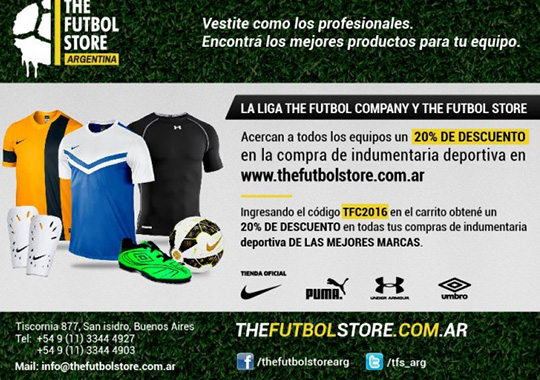 THE
FUTBOL
STORE
ARGENTINA
Vestite como los profesionales.
Encontrá los mejores productos para tu equipo.
LA LIGA THE FUTBOL COMPANY Y THE FUTBOL STORE
Acercan a todos los equipos un 20% DE DESCUENTO
en la compra de indumentaria deportiva en
www.thefutbolstore.com.ar
Ingresando el código TFC2016 en el carrito obtené un
20% DE DESCUENTO en todas tus compras de indumentaria
deportiva DE LAS MEJORES MARCAS.
TIENDA OFICIAL
PUMA
UNDER ARMOUR
umbro
Tiscornia 877, San isidro, Buenos Aires
Tel: +54 9 (11) 3344 4927
+54 9 (11) 3344 4903
Mail: info@thefutbolstore.com.ar
THEFUTBOLSTORE.COM.AR
/thefutbolstorearg
/tfs_arg